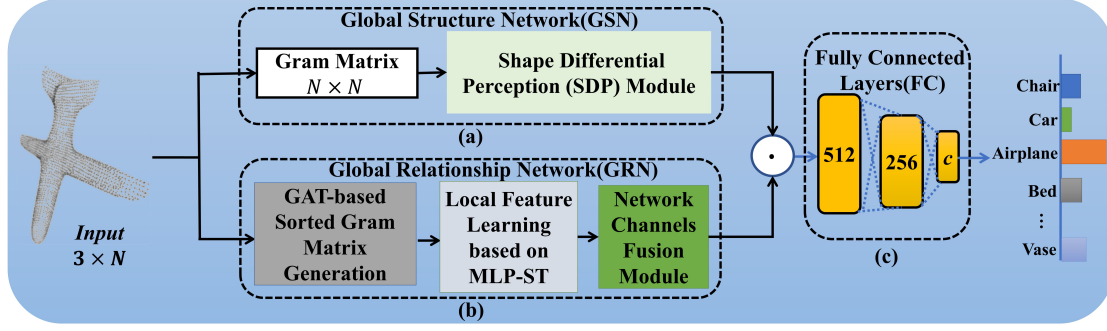 Global Structure Network(GSN)
Gram Matrix
N × N
Shape Differential
Perception (SDP) Module
(a)
Global Relationship Network(GRN)
GAT-based
Sorted Gram
Matrix
Generation
Local Feature
Learning
based on
MLP-ST
Network
Channels
Fusion
Module
(b)
Input
3 × N
Fully Connected
Layers(FC)
512
256
c
(c)
Chair
Car
Airplane
Bed
...
Vase